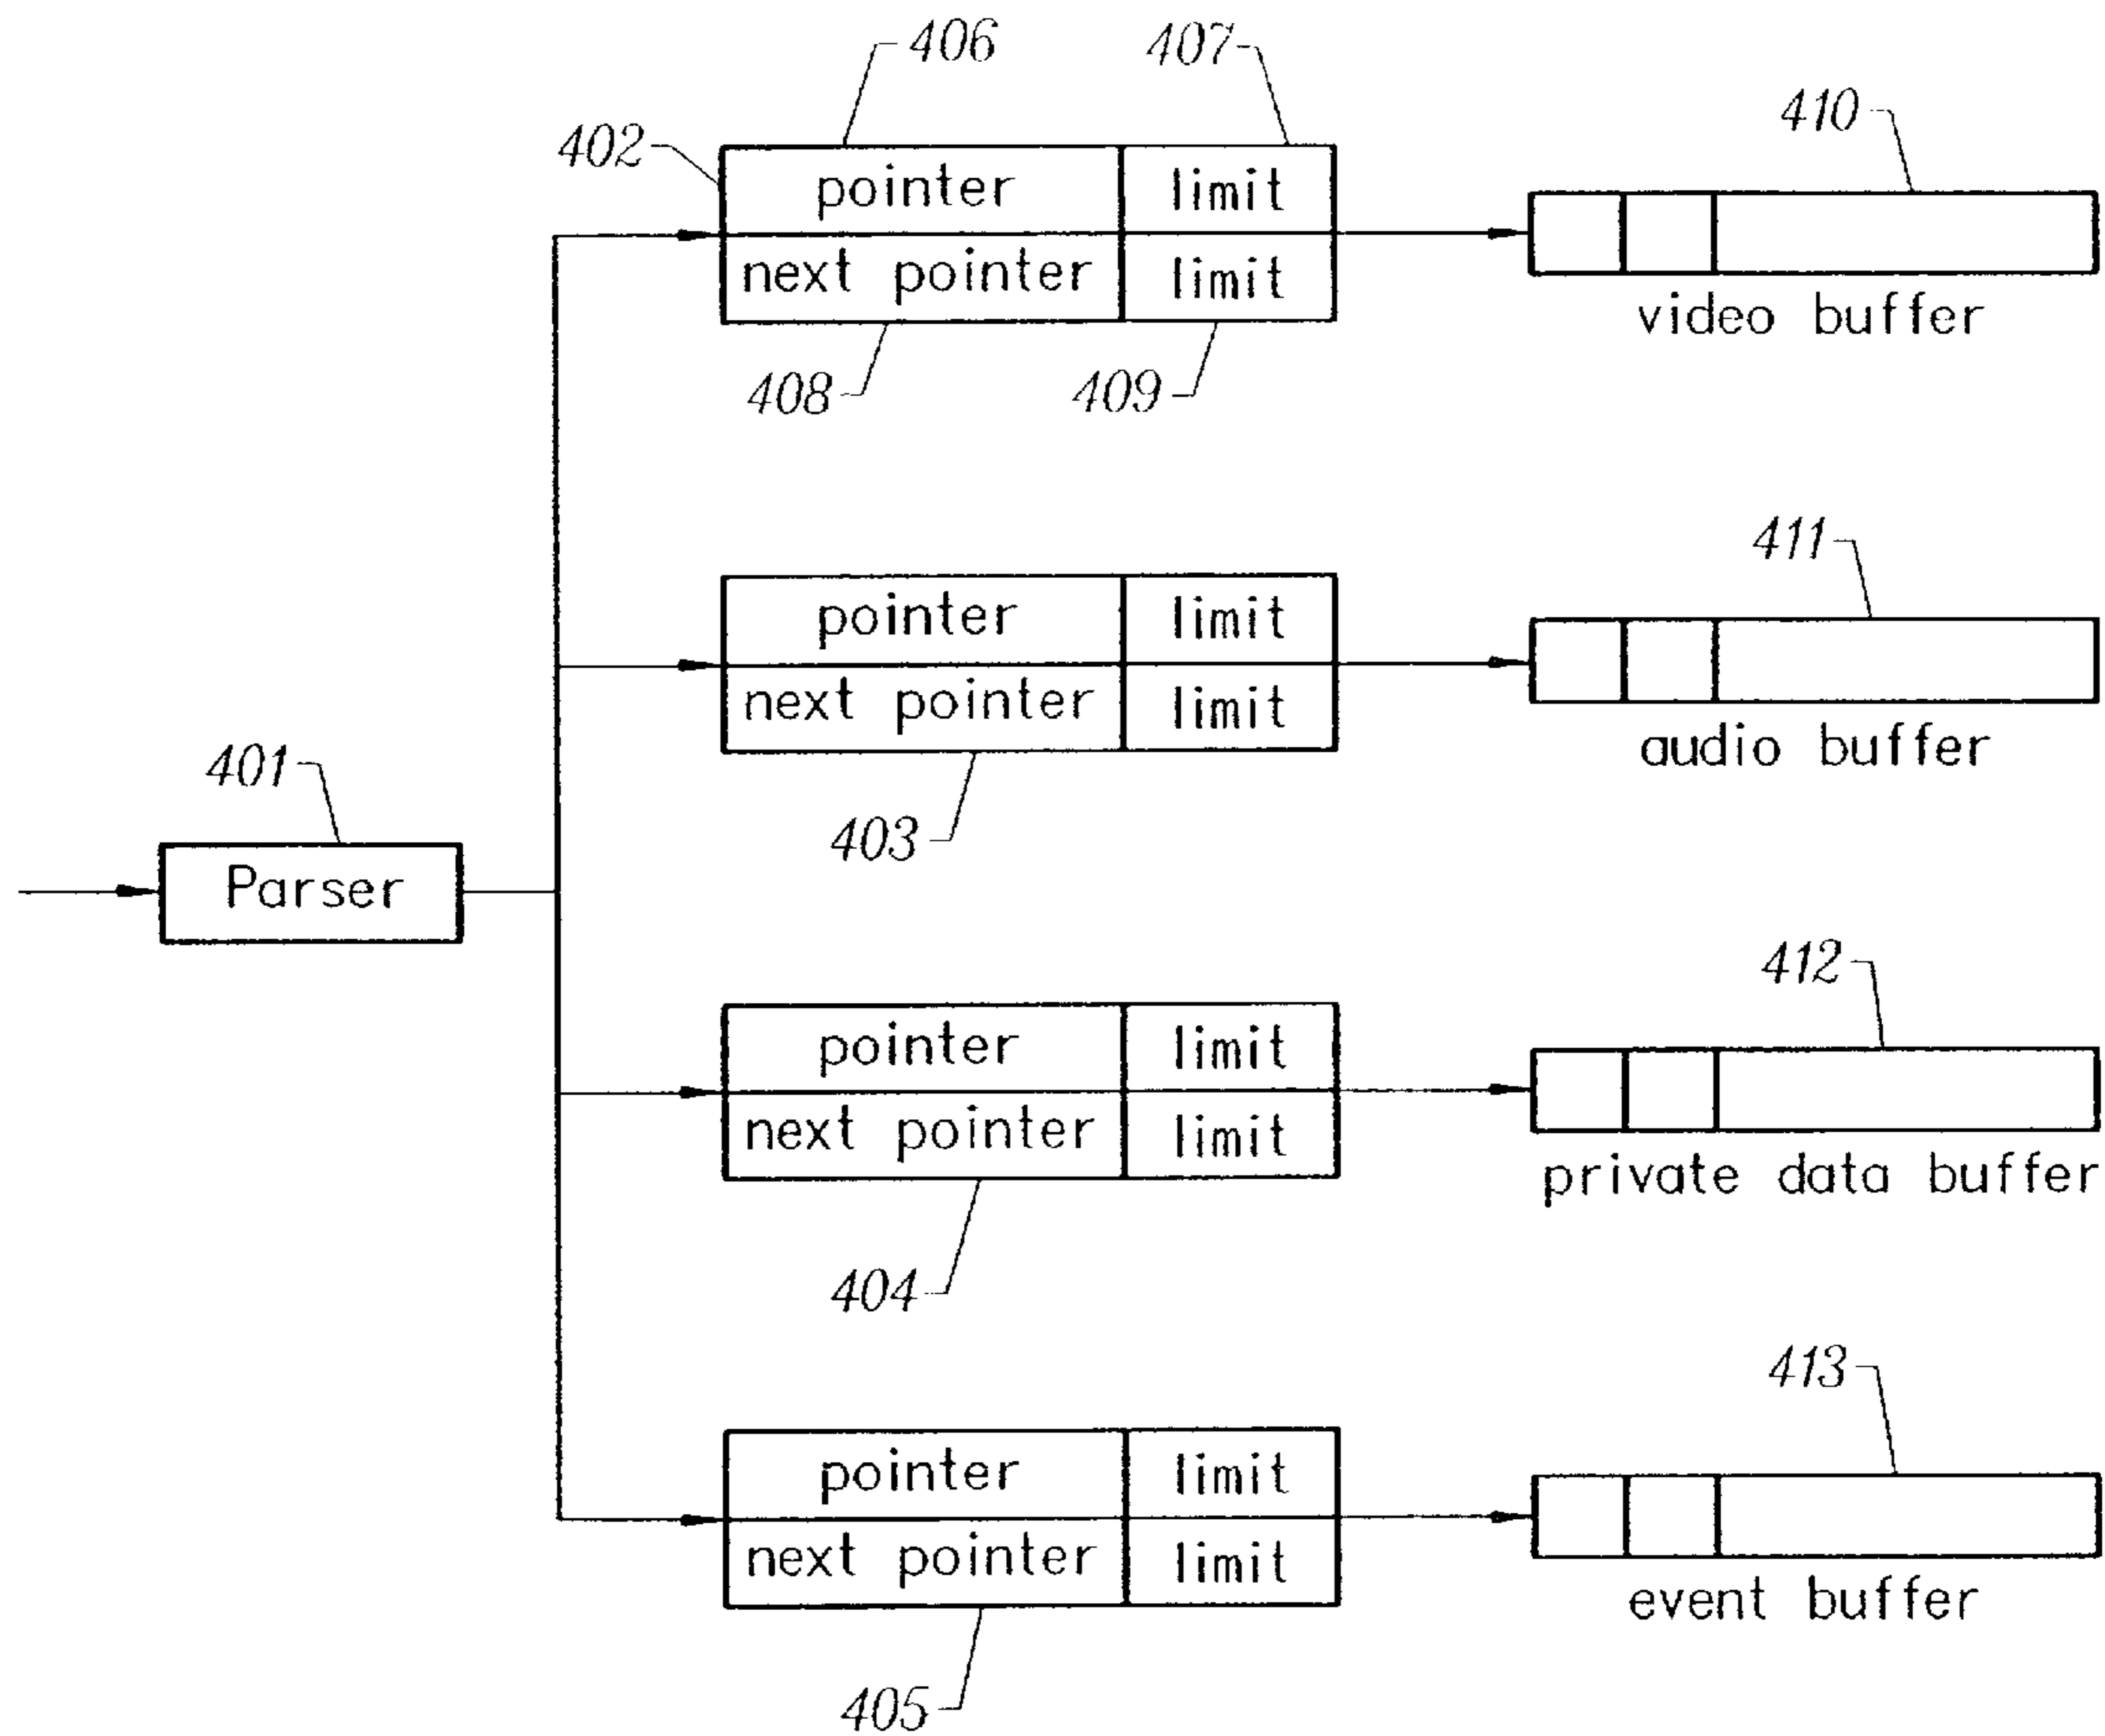 406
407
410
402
pointer
limit
next pointer
limit
video buffer
408
409
411
pointer
limit
next pointer
limit
audio buffer
401
403
Parser
412
pointer
limit
next pointer
limit
private data buffer
404
413
pointer
limit
next pointer
limit
event buffer
405